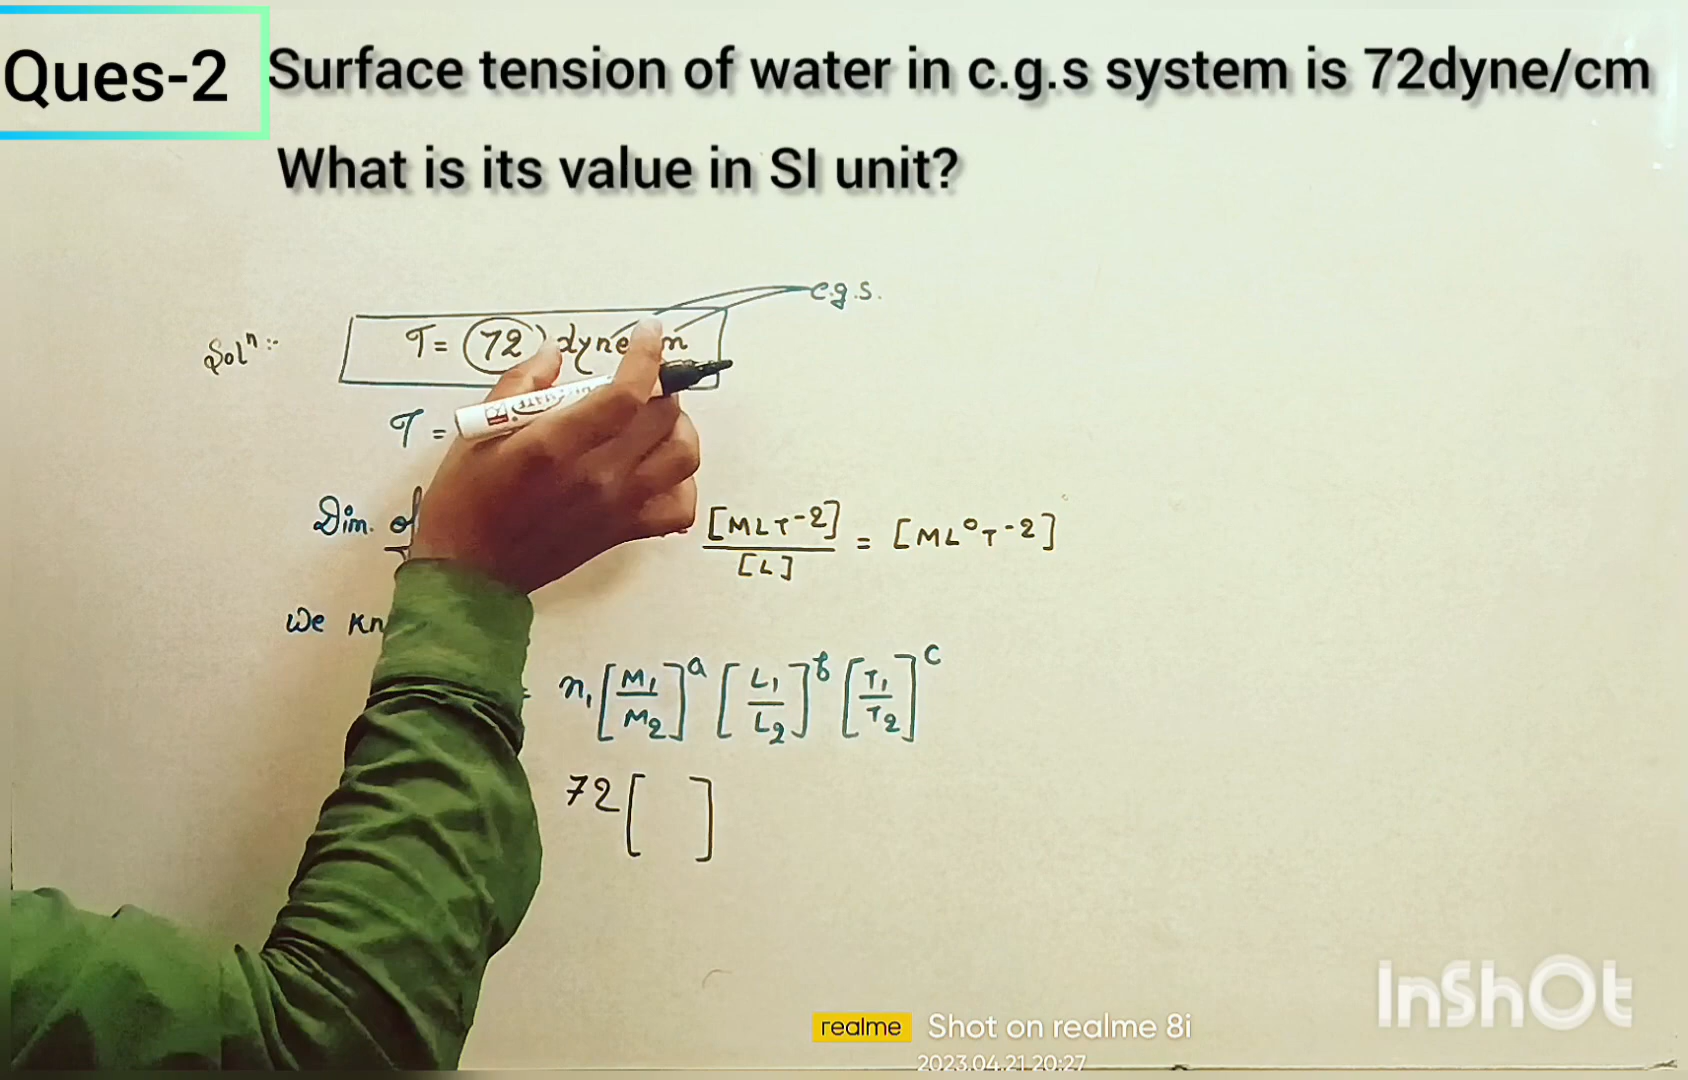 Ques-2 Surface tension of water in c.g.s system is 72dyne/cm
What is its value in SI unit?
c.g.s.
Solⁿ:- T = 72 dyne m
T =
Dim. of [MLT-2] / [L] = [ML°T-2]
We kn
n₁ [M₁/M₂]ᵃ [L₁/L₂]ᵇ [T₁/T₂]ᶜ
72 [ ]
InShOt
realme Shot on realme 8i
2023.04.21 20:27